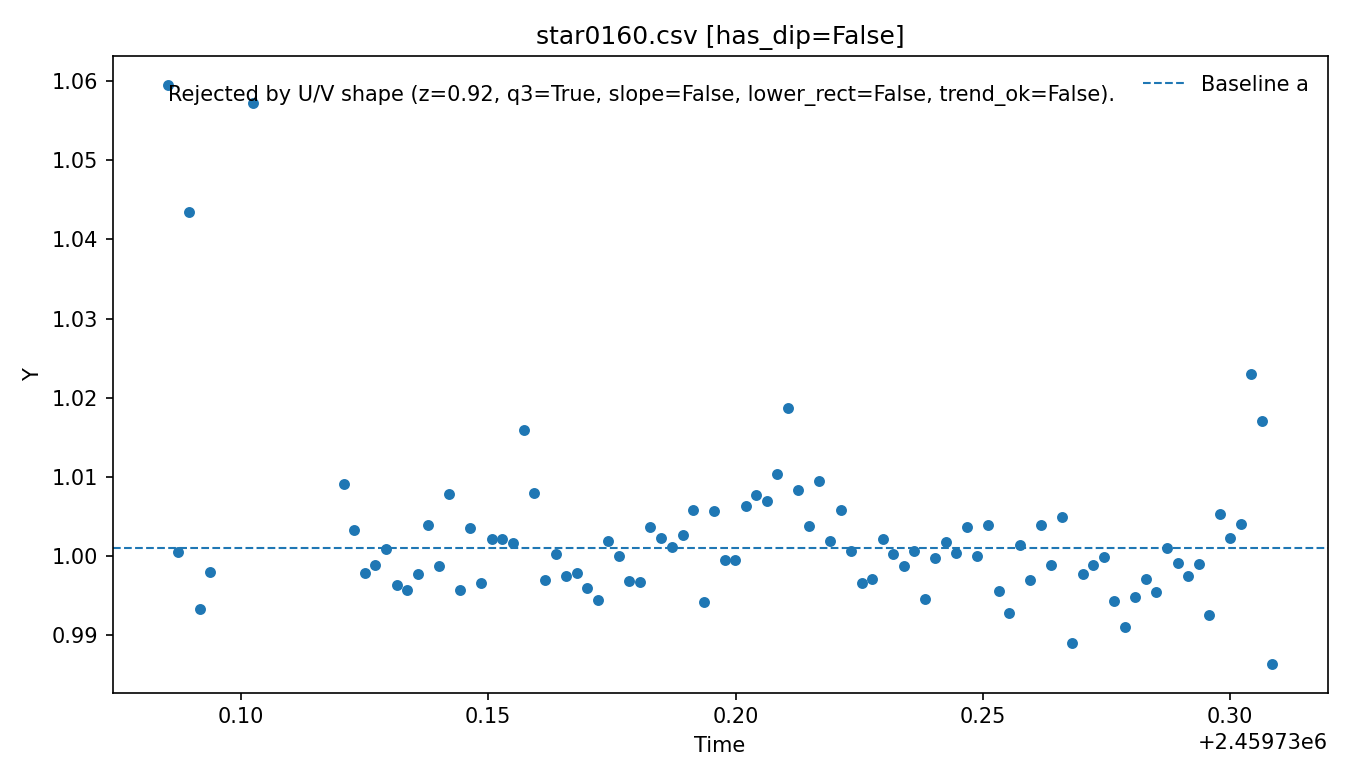 star0160.csv [has_dip=False]
Rejected by U/V shape (z=0.92, q3=True, slope=False, lower_rect=False, trend_ok=False).
Baseline a
1.06
1.05
1.04
1.03
1.02
1.01
1.00
0.99
Y
0.10 0.15 0.20 0.25 0.30
Time
+2.45973e6